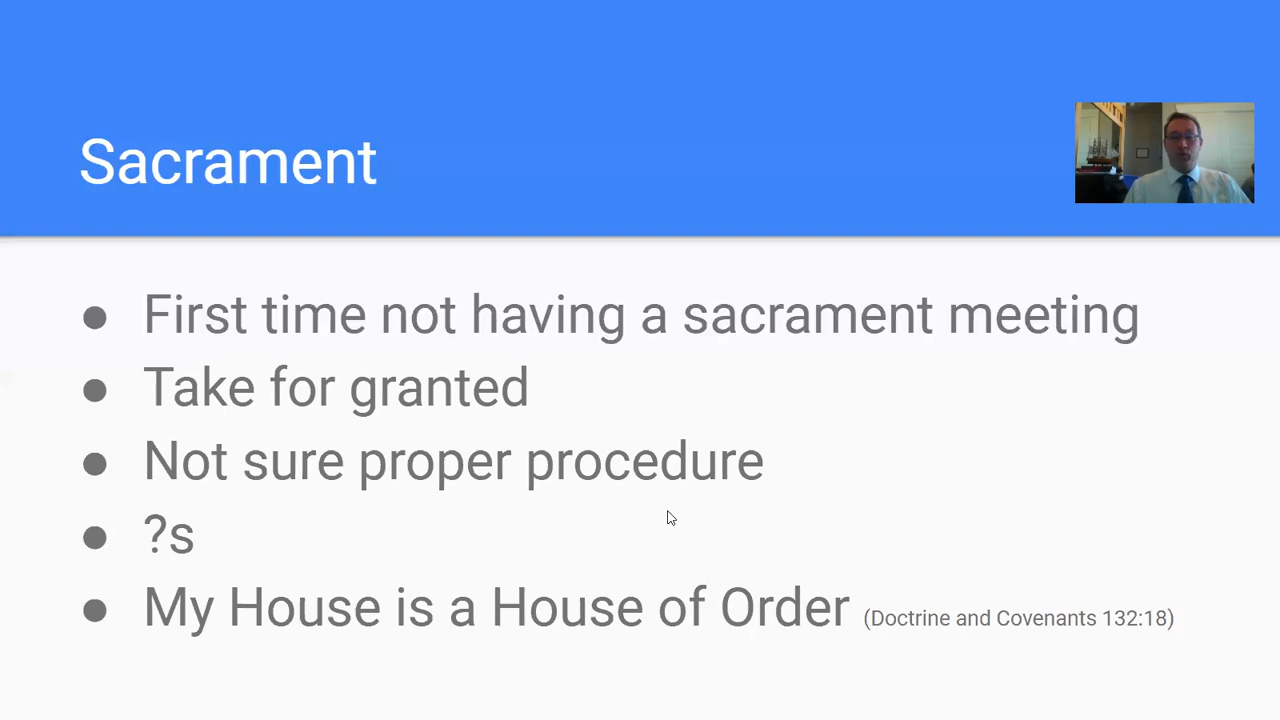 Sacrament
● First time not having a sacrament meeting
● Take for granted
● Not sure proper procedure
● ?s
● My House is a House of Order (Doctrine and Covenants 132:18)